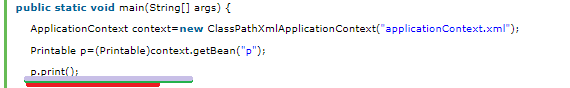 public static void main(String[] args) {
ApplicationContext context=new ClassPathXmlApplicationContext("applicationContext.xml");
Printable p=(Printable)context.getBean("p");
p.print();